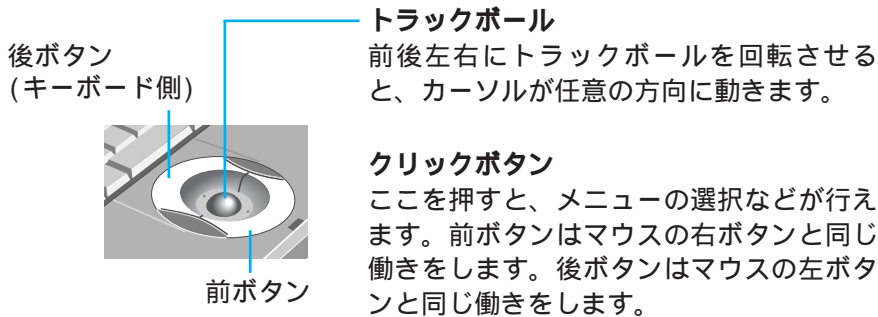 トラックボール
前後左右にトラックボールを回転させる
と、カーソルが任意の方向に動きます。
後ボタン
(キーボード側)
クリックボタン
ここを押すと、メニューの選択などが行え
ます。前ボタンはマウスの右ボタンと同じ
働きをします。後ボタンはマウスの左ボタ
ンと同じ働きをします。
前ボタン